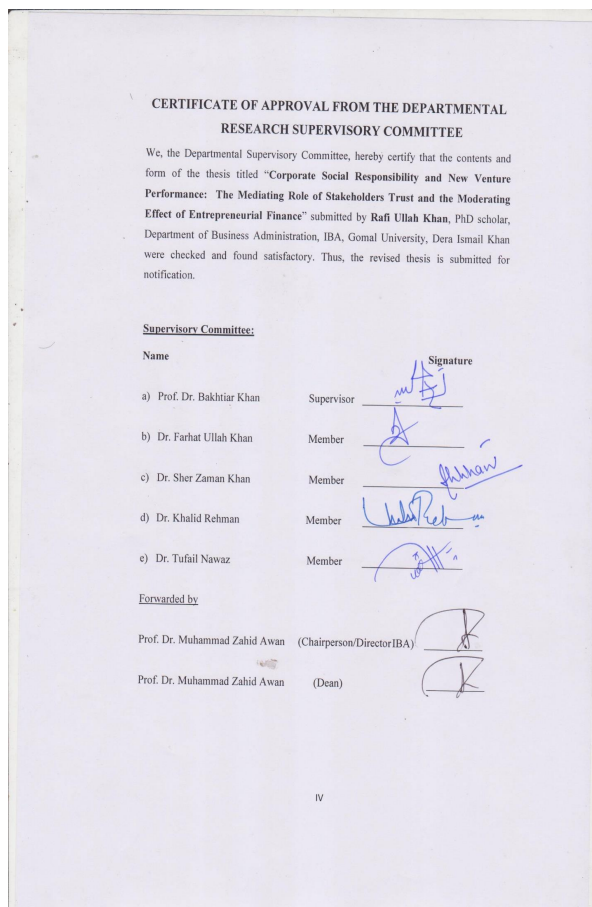 CERTIFICATE OF APPROVAL FROM THE DEPARTMENTAL
RESEARCH SUPERVISORY COMMITTEE
We, the Departmental Supervisory Committee, hereby certify that the contents and
form of the thesis titled “Corporate Social Responsibility and New Venture
Performance: The Mediating Role of Stakeholders Trust and the Moderating
Effect of Entrepreneurial Finance” submitted by Rafi Ullah Khan, PhD scholar,
Department of Business Administration, IBA, Gomal University, Dera Ismail Khan
were checked and found satisfactory. Thus, the revised thesis is submitted for
notification.
Supervisory Committee:
Name Signature
a) Prof. Dr. Bakhtiar Khan Supervisor
b) Dr. Farhat Ullah Khan Member
c) Dr. Sher Zaman Khan Member
d) Dr. Khalid Rehman Member
e) Dr. Tufail Nawaz Member
Forwarded by
Prof. Dr. Muhammad Zahid Awan (Chairperson/Director IBA)
Prof. Dr. Muhammad Zahid Awan (Dean)
IV